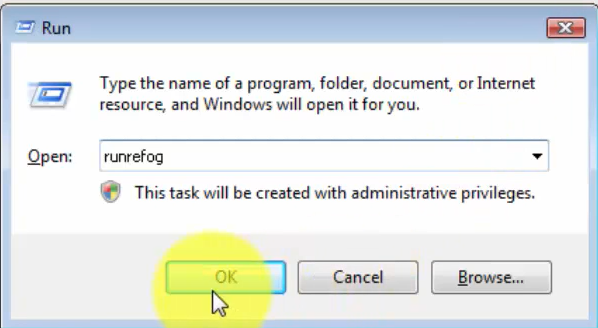 Run
Type the name of a program, folder, document, or Internet
resource, and Windows will open it for you.
Open: runrefog
This task will be created with administrative privileges.
OK Cancel Browse...